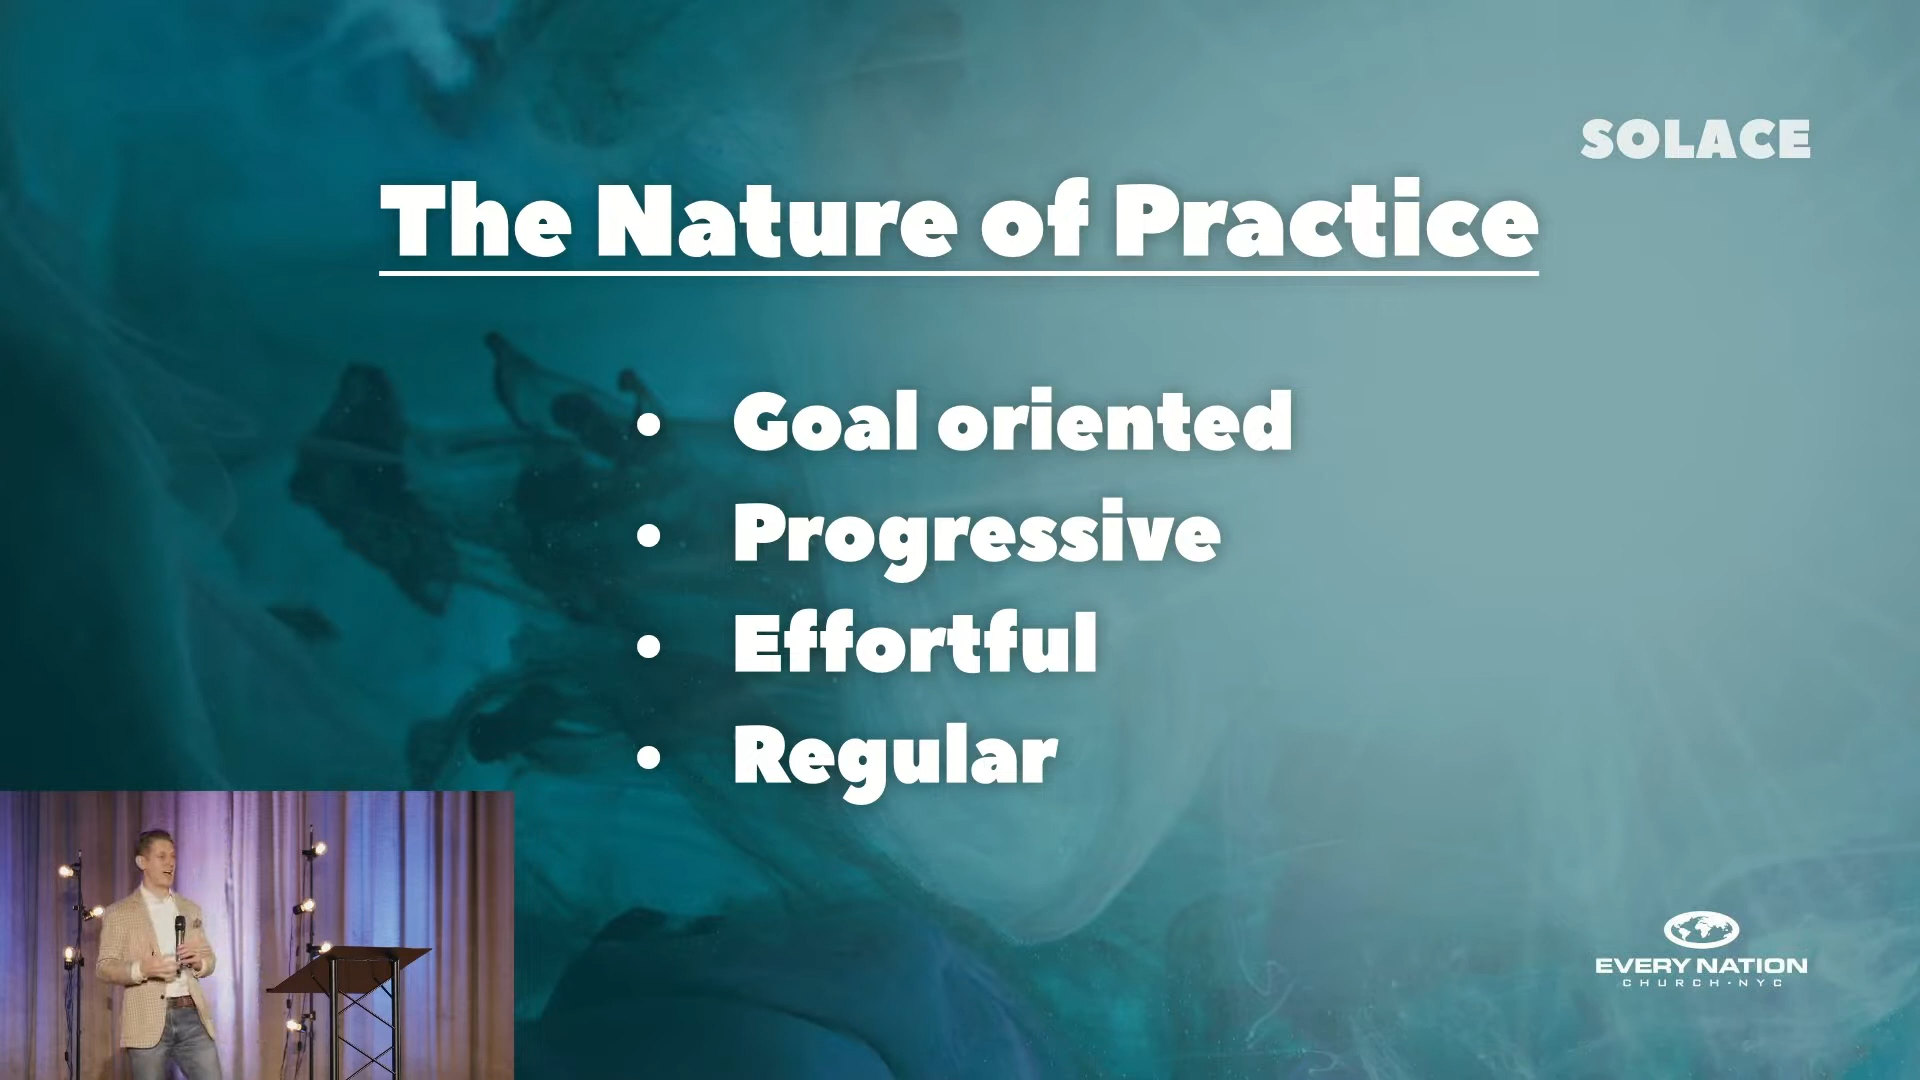 SOLACE
The Nature of Practice
• Goal oriented
• Progressive
• Effortful
• Regular
EVERY NATION
CHURCH•NYC